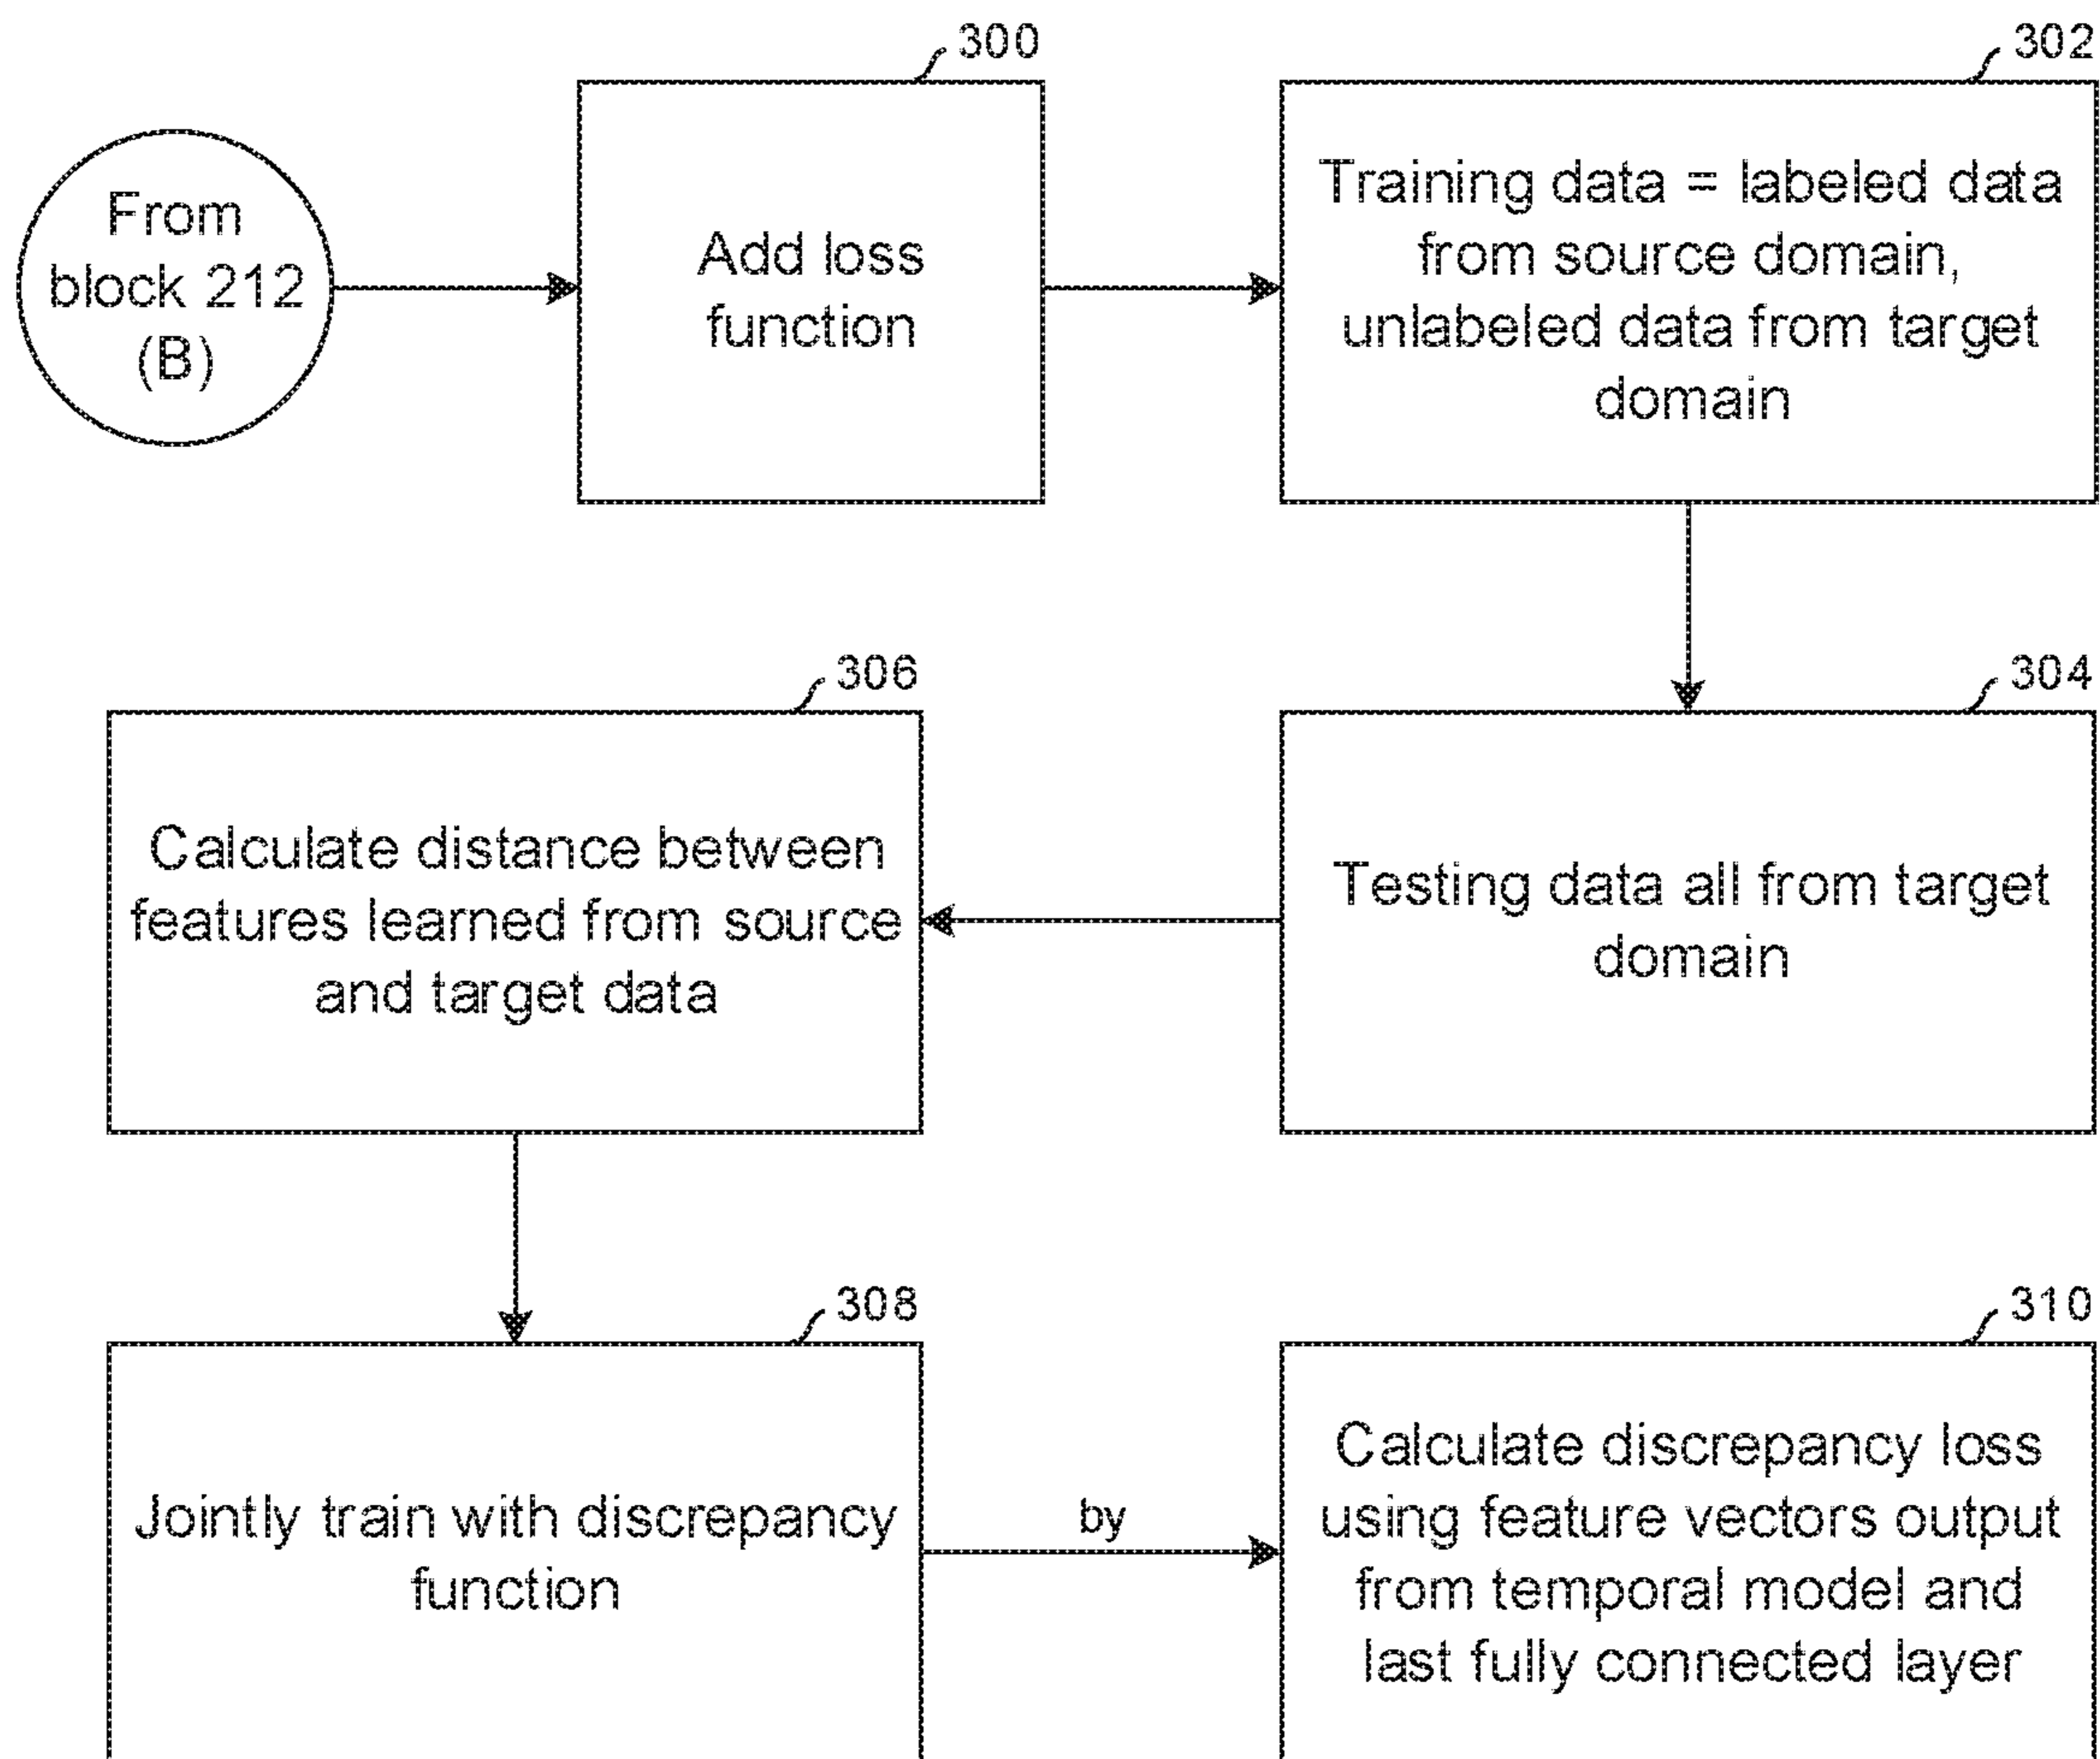 300
302
From
block 212
(B)
Add loss
function
Training data = labeled data
from source domain,
unlabeled data from target
domain
306
304
Calculate distance between
features learned from source
and target data
Testing data all from target
domain
308
310
Jointly train with discrepancy
function
by
Calculate discrepancy loss
using feature vectors output
from temporal model and
last fully connected layer